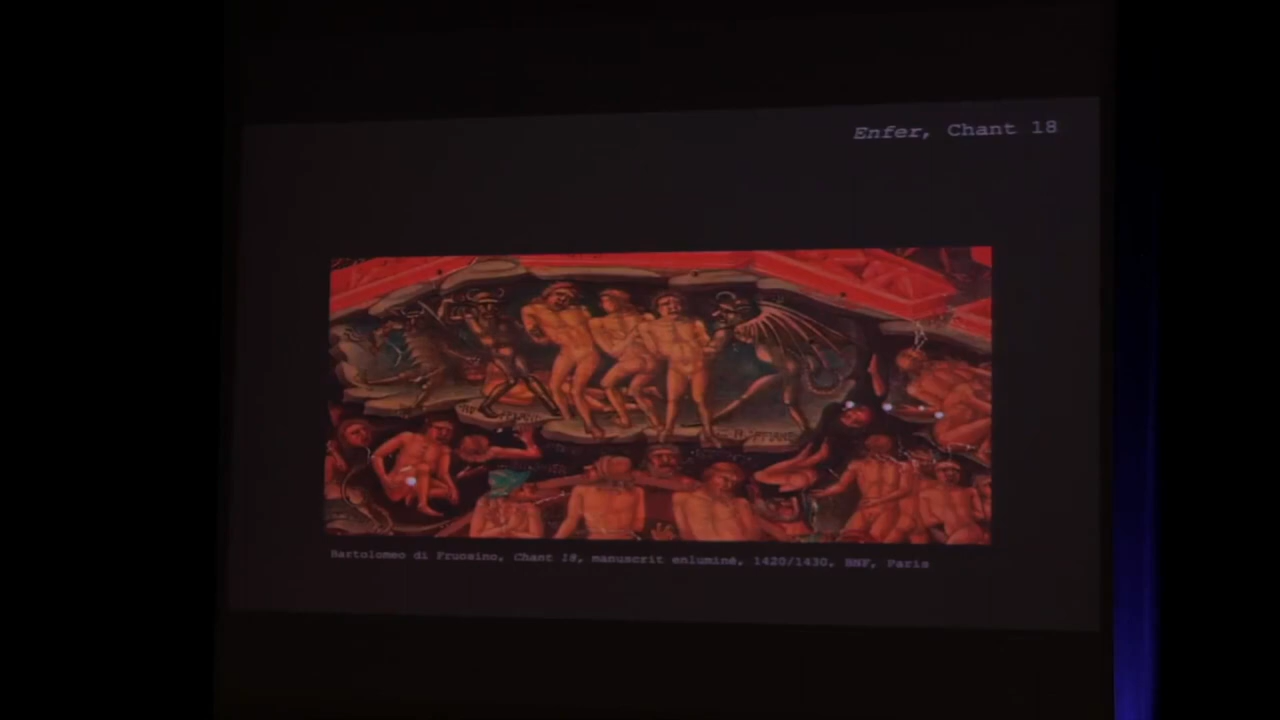 Enfer, Chant 18
Bartolomeo di Fruosino, Chant 18, manuscrit enluminé, 1420/1430, BNF, Paris